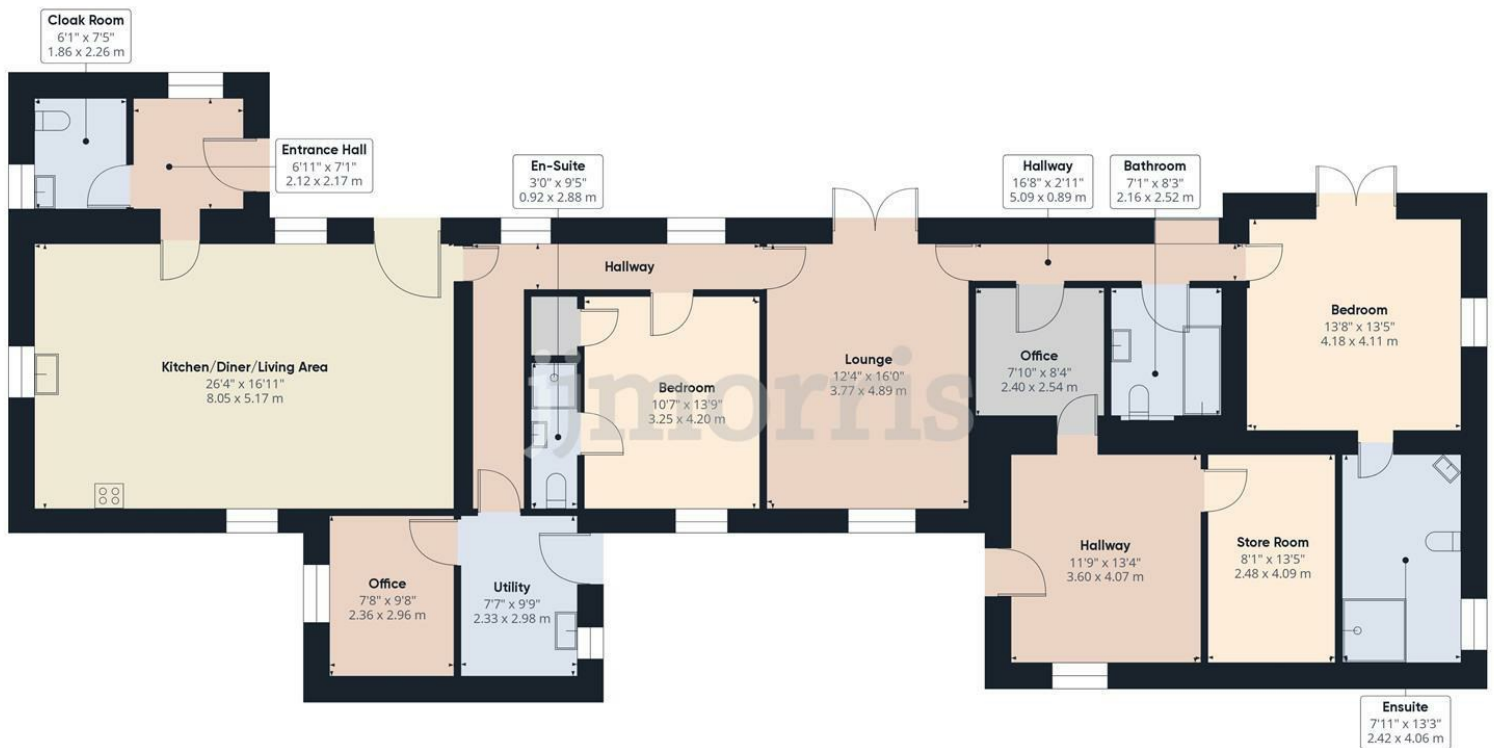 Cloak Room
6'1" x 7'5"
1.86 x 2.26 m
Entrance Hall
6'11" x 7'1"
2.12 x 2.17 m
En-Suite
3'0" x 9'5"
0.92 x 2.88 m
Hallway
16'8" x 2'11"
5.09 x 0.89 m
Bathroom
7'1" x 8'3"
2.16 x 2.52 m
Hallway
Kitchen/Diner/Living Area
26'4" x 16'11"
8.05 x 5.17 m
Bedroom
10'7" x 13'9"
3.25 x 4.20 m
Lounge
12'4" x 16'0"
3.77 x 4.89 m
Office
7'10" x 8'4"
2.40 x 2.54 m
Bedroom
13'8" x 13'5"
4.18 x 4.11 m
jjmorris
Office
7'8" x 9'8"
2.36 x 2.96 m
Utility
7'7" x 9'9"
2.33 x 2.98 m
Hallway
11'9" x 13'4"
3.60 x 4.07 m
Store Room
8'1" x 13'5"
2.48 x 4.09 m
Ensuite
7'11" x 13'3"
2.42 x 4.06 m